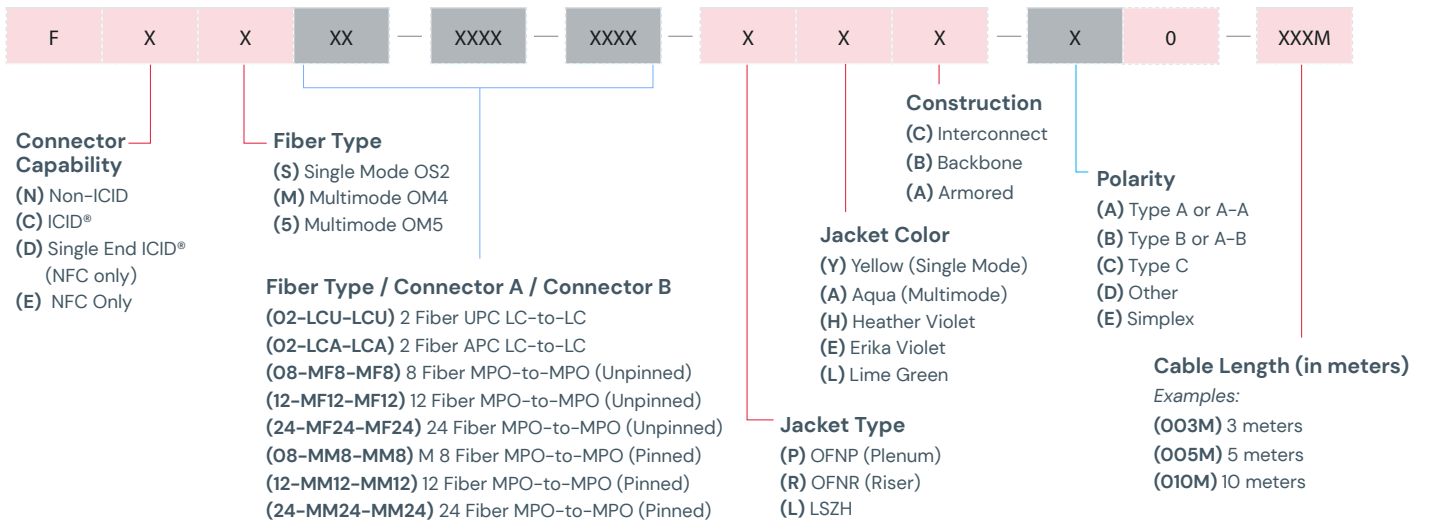 F X X XX — XXXX — XXXX — X X X — X 0 — XXXM
Connector
Capability
(N) Non-ICID
(C) ICID®
(D) Single End ICID®
(NFC only)
(E) NFC Only
Fiber Type
(S) Single Mode OS2
(M) Multimode OM4
(5) Multimode OM5
Fiber Type / Connector A / Connector B
(02-LCU-LCU) 2 Fiber UPC LC-to-LC
(02-LCA-LCA) 2 Fiber APC LC-to-LC
(08-MF8-MF8) 8 Fiber MPO-to-MPO (Unpinned)
(12-MF12-MF12) 12 Fiber MPO-to-MPO (Unpinned)
(24-MF24-MF24) 24 Fiber MPO-to-MPO (Unpinned)
(08-MM8-MM8) M 8 Fiber MPO-to-MPO (Pinned)
(12-MM12-MM12) 12 Fiber MPO-to-MPO (Pinned)
(24-MM24-MM24) 24 Fiber MPO-to-MPO (Pinned)
Jacket Type
(P) OFNP (Plenum)
(R) OFNR (Riser)
(L) LSZH
Jacket Color
(Y) Yellow (Single Mode)
(A) Aqua (Multimode)
(H) Heather Violet
(E) Erika Violet
(L) Lime Green
Construction
(C) Interconnect
(B) Backbone
(A) Armored
Polarity
(A) Type A or A-A
(B) Type B or A-B
(C) Type C
(D) Other
(E) Simplex
Cable Length (in meters)
Examples:
(003M) 3 meters
(005M) 5 meters
(010M) 10 meters